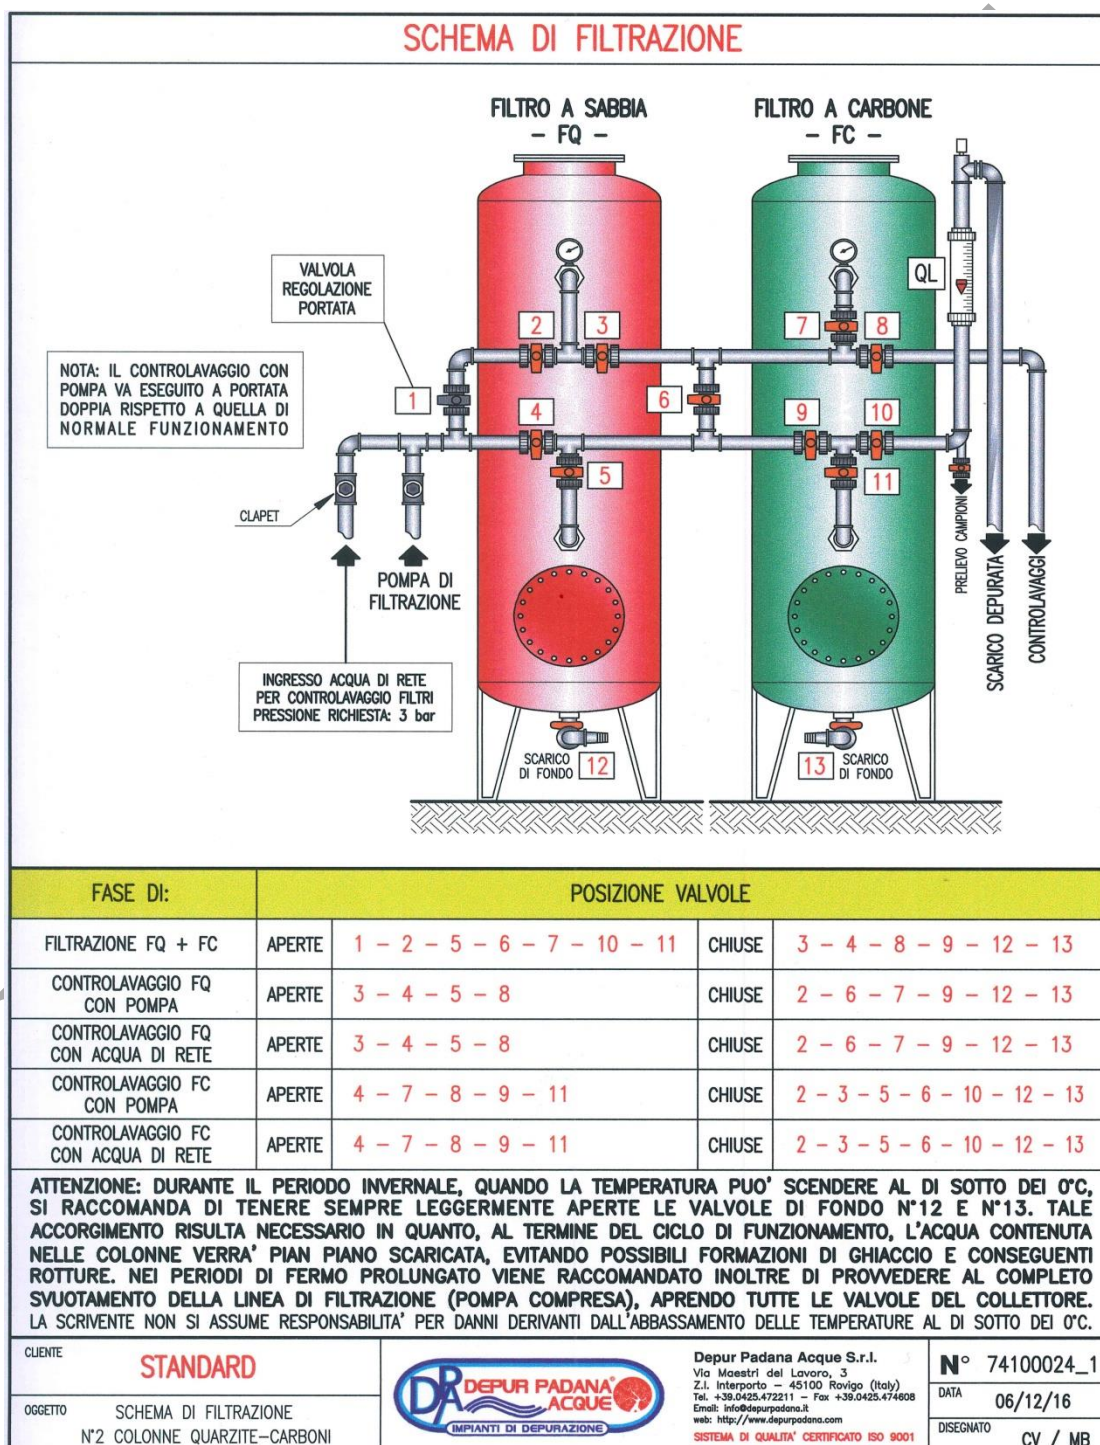 SCHEMA DI FILTRAZIONE
FILTRO A SABBIA
- FQ -
FILTRO A CARBONE
- FC -
VALVOLA
REGOLAZIONE
PORTATA
QL
2
3
7
8
NOTA: IL CONTROLAVAGGIO CON
POMPA VA ESEGUITO A PORTATA
DOPPIA RISPETTO A QUELLA DI
NORMALE FUNZIONAMENTO
1
6
4
9
10
5
11
CLAPET
POMPA DI
FILTRAZIONE
PRELIEVO CAMPIONI
SCARICO DEPURATA
CONTROLAVAGGI
INGRESSO ACQUA DI RETE
PER CONTROLAVAGGIO FILTRI
PRESSIONE RICHIESTA: 3 bar
SCARICO
DI FONDO
12
13
SCARICO
DI FONDO
FASE DI: POSIZIONE VALVOLE
FILTRAZIONE FQ + FC APERTE 1 - 2 - 5 - 6 - 7 - 10 - 11 CHIUSE 3 - 4 - 8 - 9 - 12 - 13
CONTROLAVAGGIO FQ
CON POMPA APERTE 3 - 4 - 5 - 8 CHIUSE 2 - 6 - 7 - 9 - 12 - 13
CONTROLAVAGGIO FQ
CON ACQUA DI RETE APERTE 3 - 4 - 5 - 8 CHIUSE 2 - 6 - 7 - 9 - 12 - 13
CONTROLAVAGGIO FC
CON POMPA APERTE 4 - 7 - 8 - 9 - 11 CHIUSE 2 - 3 - 5 - 6 - 10 - 12 - 13
CONTROLAVAGGIO FC
CON ACQUA DI RETE APERTE 4 - 7 - 8 - 9 - 11 CHIUSE 2 - 3 - 5 - 6 - 10 - 12 - 13
ATTENZIONE: DURANTE IL PERIODO INVERNALE, QUANDO LA TEMPERATURA PUO' SCENDERE AL DI SOTTO DEI 0°C,
SI RACCOMANDA DI TENERE SEMPRE LEGGERMENTE APERTE LE VALVOLE DI FONDO N°12 E N°13. TALE
ACCORGIMENTO RISULTA NECESSARIO IN QUANTO, AL TERMINE DEL CICLO DI FUNZIONAMENTO, L'ACQUA CONTENUTA
NELLE COLONNE VERRA' PIAN PIANO SCARICATA, EVITANDO POSSIBILI FORMAZIONI DI GHIACCIO E CONSEGUENTI
ROTTURE. NEI PERIODI DI FERMO PROLUNGATO VIENE RACCOMANDATO INOLTRE DI PROVVEDERE AL COMPLETO
SVUOTAMENTO DELLA LINEA DI FILTRAZIONE (POMPA COMPRESA), APRENDO TUTTE LE VALVOLE DEL COLLETTORE.
LA SCRIVENTE NON SI ASSUME RESPONSABILITA' PER DANNI DERIVANTI DALL'ABBASSAMENTO DELLE TEMPERATURE AL DI SOTTO DEI 0°C.
CLIENTE
STANDARD
OGGETTO SCHEMA DI FILTRAZIONE
N°2 COLONNE QUARZITE-CARBONI
DPA DEPUR PADANA
ACQUE
IMPIANTI DI DEPURAZIONE
Depur Padana Acque S.r.l.
Via Maestri del Lavoro, 3
Z.I. Interporto - 45100 Rovigo (Italy)
Tel. +39.0425.472211 - Fax +39.0425.474608
Email: info@depurpadana.it
web: http://www.depurpadana.com
SISTEMA DI QUALITA' CERTIFICATO ISO 9001
N° 74100024_1
DATA 06/12/16
DISEGNATO CV / MB